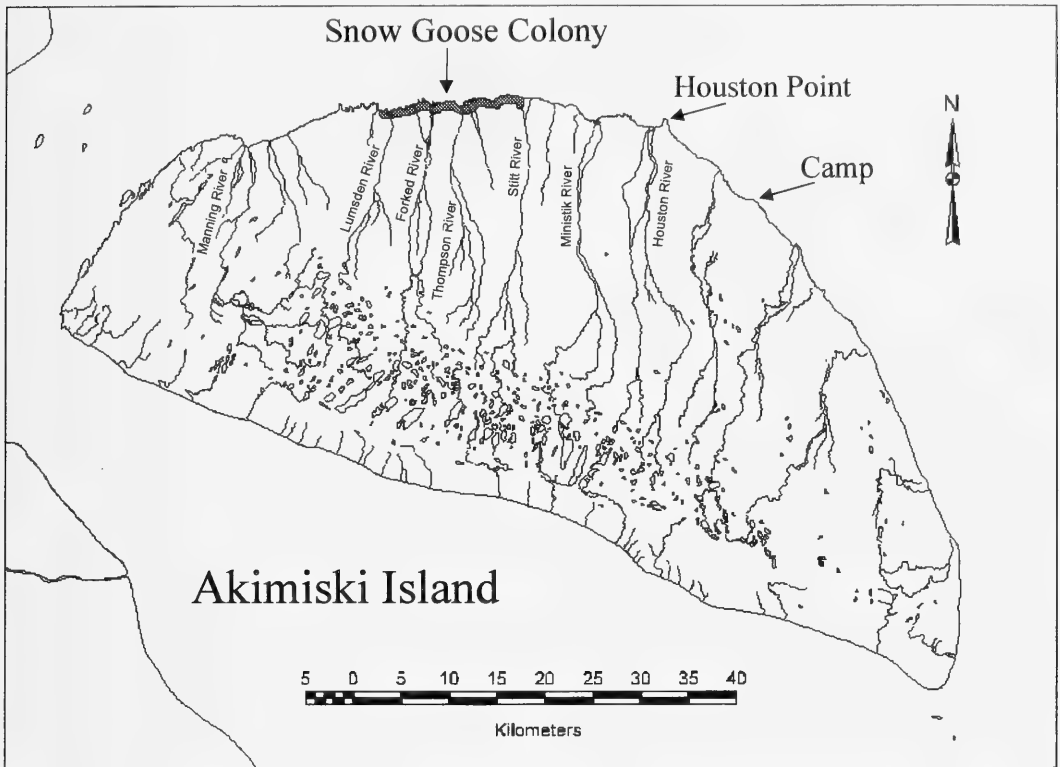 Snow Goose Colony
Houston Point
N
Camp
Manning River
Lumsden River
Forked River
Thompson River
Stilt River
Ministik River
Houston River
Akimiski Island
5 0 5 10 15 20 25 30 35 40
Kilometers